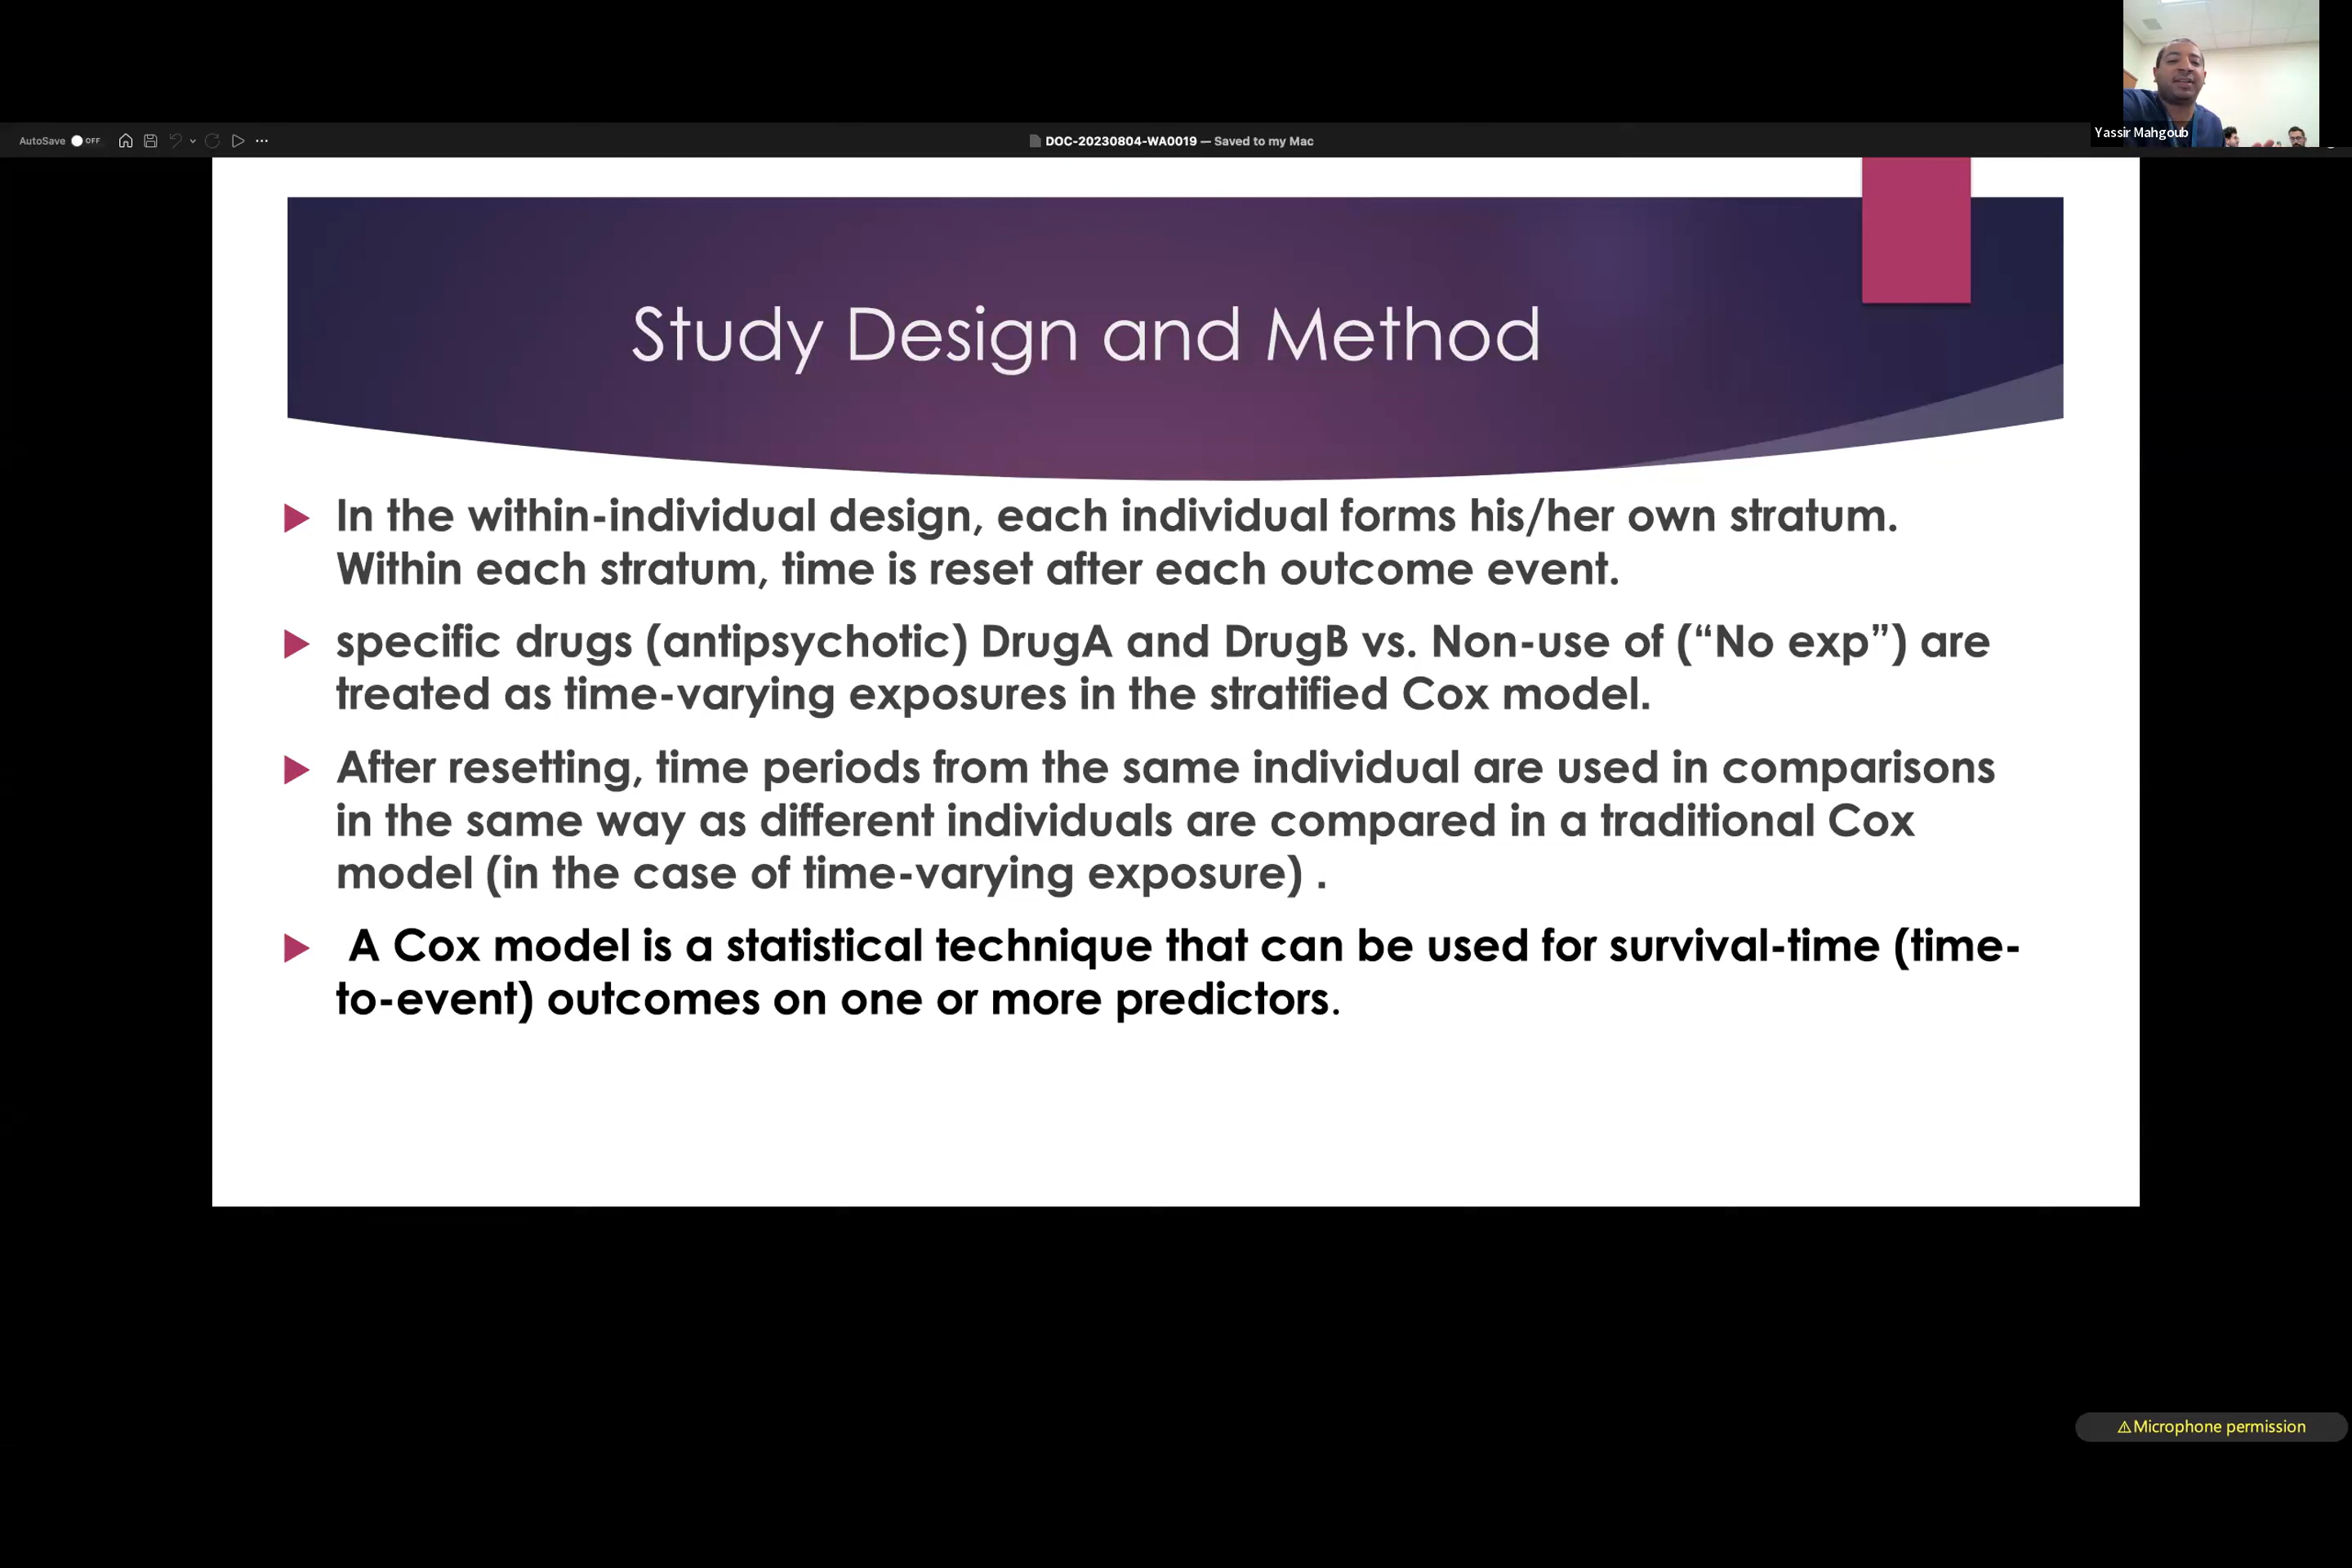 Yassir Mahgoub
AutoSave OFF
DOC-20230804-WA0019 — Saved to my Mac
Study Design and Method
In the within-individual design, each individual forms his/her own stratum.
Within each stratum, time is reset after each outcome event.
specific drugs (antipsychotic) DrugA and DrugB vs. Non-use of (“No exp”) are
treated as time-varying exposures in the stratified Cox model.
After resetting, time periods from the same individual are used in comparisons
in the same way as different individuals are compared in a traditional Cox
model (in the case of time-varying exposure) .
A Cox model is a statistical technique that can be used for survival-time (time-
to-event) outcomes on one or more predictors.
Microphone permission